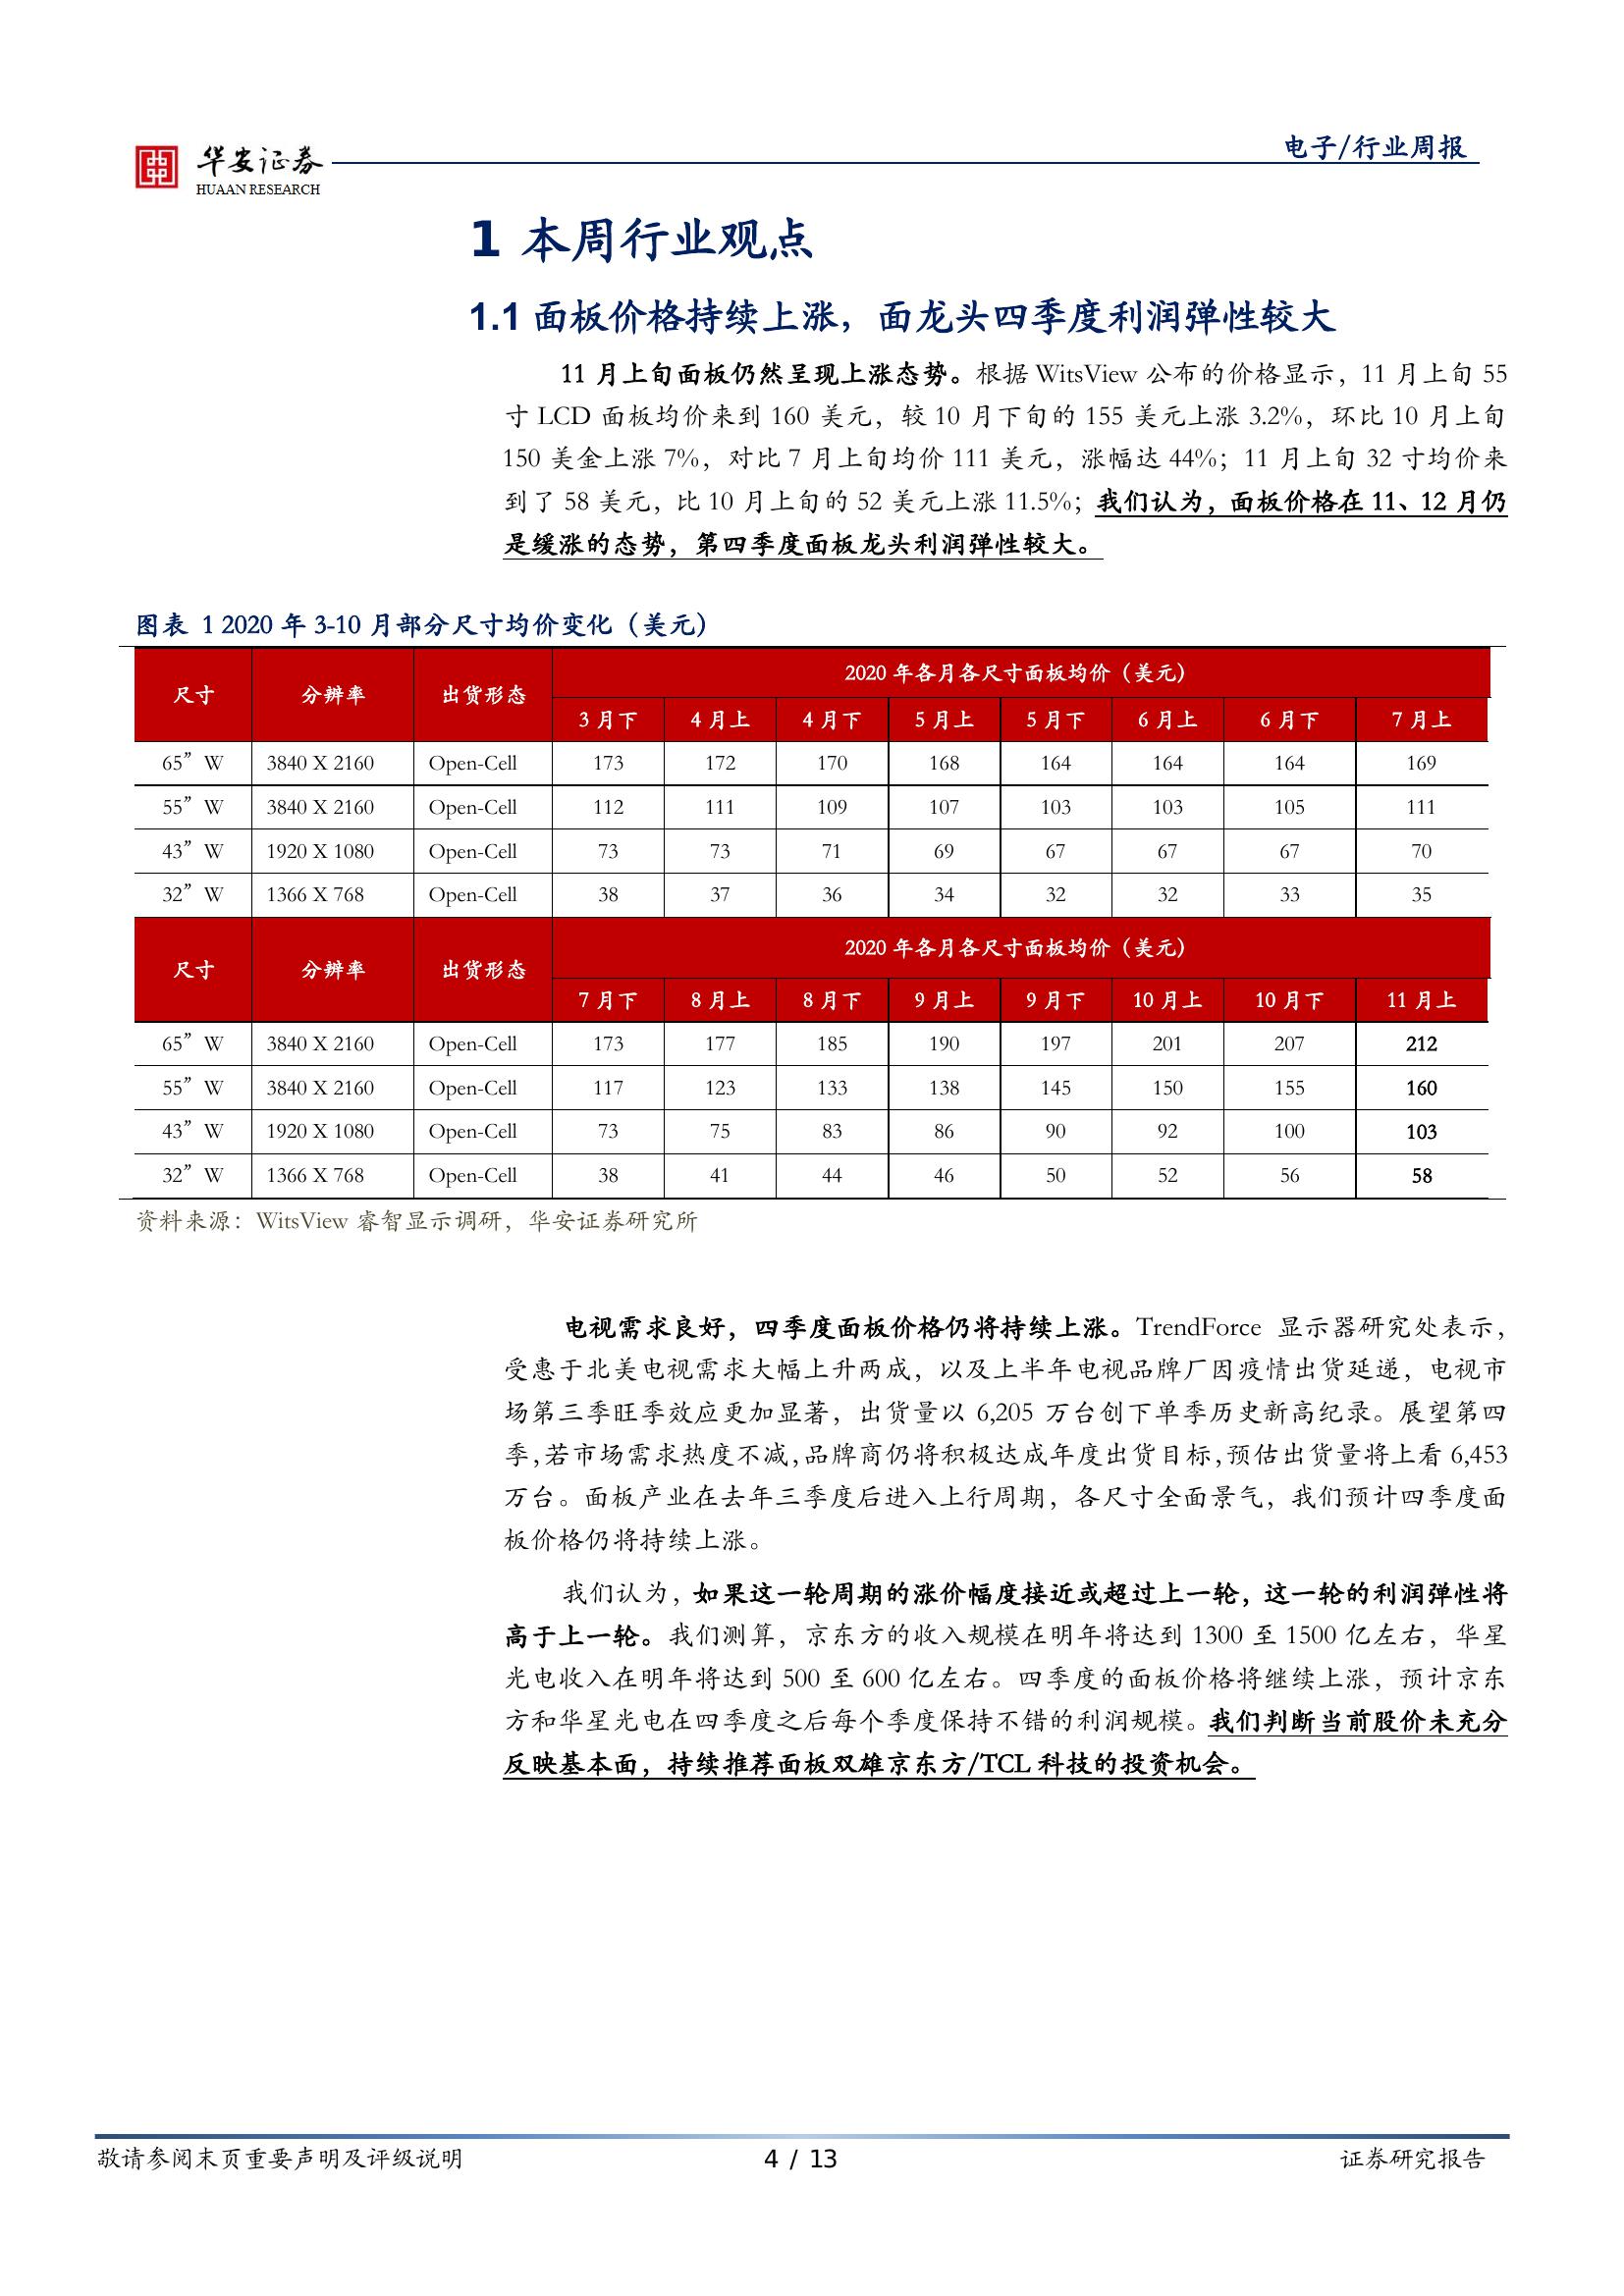 华安证券
HUAAN RESEARCH
电子/行业周报
1 本周行业观点
1.1 面板价格持续上涨，面龙头四季度利润弹性较大
11 月上旬面板仍然呈现上涨态势。根据 WitsView 公布的价格显示，11 月上旬 55
寸 LCD 面板均价来到 160 美元，较 10 月下旬的 155 美元上涨 3.2%，环比 10 月上旬
150 美金上涨 7%，对比 7 月上旬均价 111 美元，涨幅达 44%；11 月上旬 32 寸均价来
到了 58 美元，比 10 月上旬的 52 美元上涨 11.5%；我们认为，面板价格在 11、12 月仍
是缓涨的态势，第四季度面板龙头利润弹性较大。
图表 1 2020 年 3-10 月部分尺寸均价变化（美元）
尺寸 分辨率 出货形态 2020 年各月各尺寸面板均价（美元）
3 月下 4 月上 4 月下 5 月上 5 月下 6 月上 6 月下 7 月上
65” W 3840 X 2160 Open-Cell 173 172 170 168 164 164 164 169
55” W 3840 X 2160 Open-Cell 112 111 109 107 103 103 105 111
43” W 1920 X 1080 Open-Cell 73 73 71 69 67 67 67 70
32” W 1366 X 768 Open-Cell 38 37 36 34 32 32 33 35
尺寸 分辨率 出货形态 2020 年各月各尺寸面板均价（美元）
7 月下 8 月上 8 月下 9 月上 9 月下 10 月上 10 月下 11 月上
65” W 3840 X 2160 Open-Cell 173 177 185 190 197 201 207 212
55” W 3840 X 2160 Open-Cell 117 123 133 138 145 150 155 160
43” W 1920 X 1080 Open-Cell 73 75 83 86 90 92 100 103
32” W 1366 X 768 Open-Cell 38 41 44 46 50 52 56 58
资料来源：WitsView 睿智显示调研，华安证券研究所
电视需求良好，四季度面板价格仍将持续上涨。TrendForce 显示器研究处表示，
受惠于北美电视需求大幅上升两成，以及上半年电视品牌厂因疫情出货延递，电视市
场第三季旺季效应更加显著，出货量以 6,205 万台创下单季历史新高纪录。展望第四
季，若市场需求热度不减，品牌商仍将积极达成年度出货目标，预估出货量将上看 6,453
万台。面板产业在去年三季度后进入上行周期，各尺寸全面景气，我们预计四季度面
板价格仍将持续上涨。
我们认为，如果这一轮周期的涨价幅度接近或超过上一轮，这一轮的利润弹性将
高于上一轮。我们测算，京东方的收入规模在明年将达到 1300 至 1500 亿左右，华星
光电收入在明年将达到 500 至 600 亿左右。四季度的面板价格将继续上涨，预计京东
方和华星光电在四季度之后每个季度保持不错的利润规模。我们判断当前股价未充分
反映基本面，持续推荐面板双雄京东方/TCL 科技的投资机会。
敬请参阅末页重要声明及评级说明 4 / 13 证券研究报告